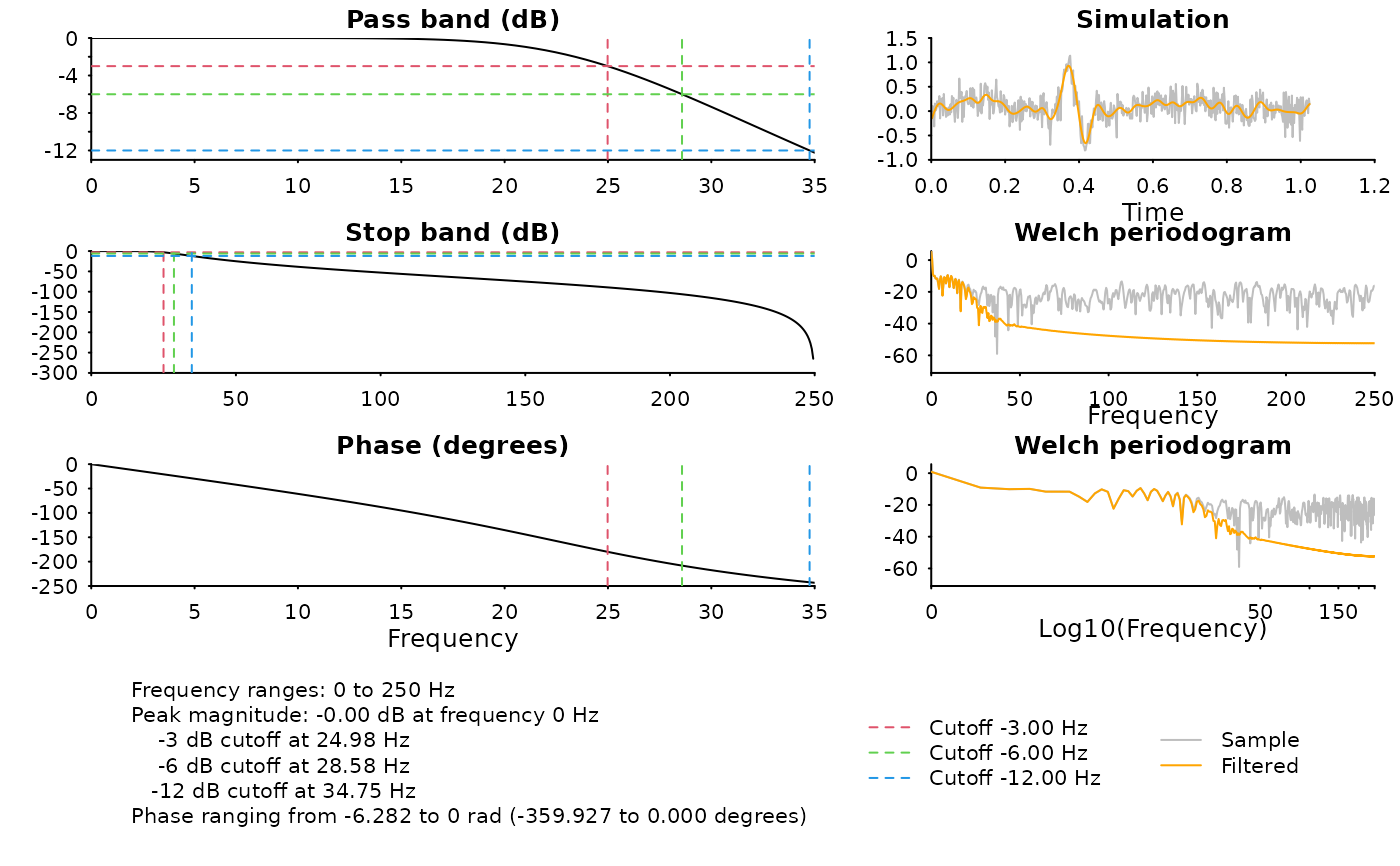 Pass band (dB)
0
-4
-8
-12
0 5 10 15 20 25 30 35
Simulation
1.5
1.0
0.5
0.0
-0.5
-1.0
0.0 0.2 0.4 0.6 0.8 1.0 1.2
Time
Stop band (dB)
0
-50
-100
-150
-200
-250
-300
0 50 100 150 200 250
Welch periodogram
0
-20
-40
-60
0 50 100 150 200 250
Frequency
Phase (degrees)
0
-50
-100
-150
-200
-250
0 5 10 15 20 25 30 35
Frequency
Welch periodogram
0
-20
-40
-60
0 50 150
Log10(Frequency)
Frequency ranges: 0 to 250 Hz
Peak magnitude: -0.00 dB at frequency 0 Hz
-3 dB cutoff at 24.98 Hz
-6 dB cutoff at 28.58 Hz
-12 dB cutoff at 34.75 Hz
Phase ranging from -6.282 to 0 rad (-359.927 to 0.000 degrees)
Cutoff -3.00 Hz
Cutoff -6.00 Hz
Cutoff -12.00 Hz
Sample
Filtered